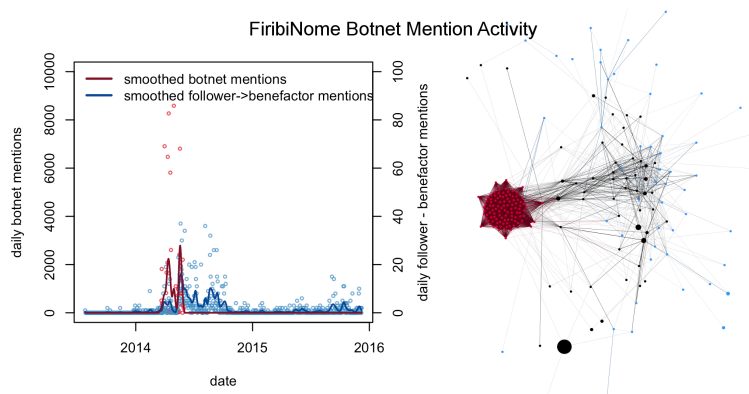 FiribiNome Botnet Mention Activity
smoothed botnet mentions
smoothed follower->benefactor mentions
daily botnet mentions
0
2000
4000
6000
8000
10000
daily follower - benefactor mentions
0
20
40
60
80
100
2014
2015
2016
date